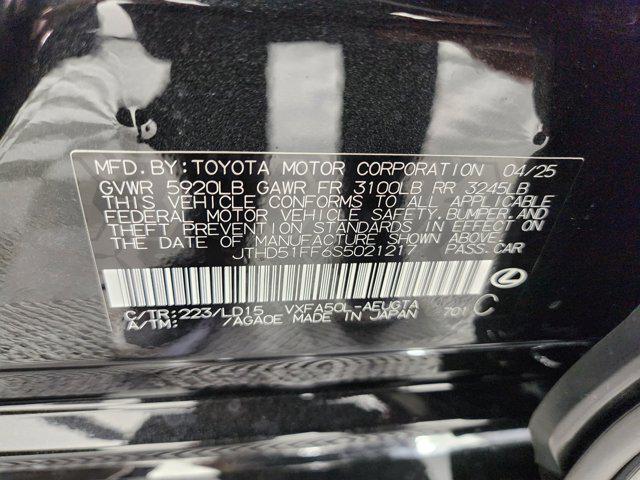 MFD.BY:TOYOTA MOTOR CORPORATION 04/25
GVWR 5920LB GAWR FR 3100LB RR 3245LB
THIS VEHICLE CONFORMS TO ALL APPLICABLE
FEDERAL MOTOR VEHICLE SAFETY,BUMPER,AND
THEFT PREVENTION STANDARDS IN EFFECT ON
THE DATE OF MANUFACTURE SHOWN ABOVE.
JTHD51FF6S5021217 PASS.CAR
C/TR:223/LD15 VXFA50L-AEUGTA
A/TM: /AGA0E MADE IN JAPAN 701 C